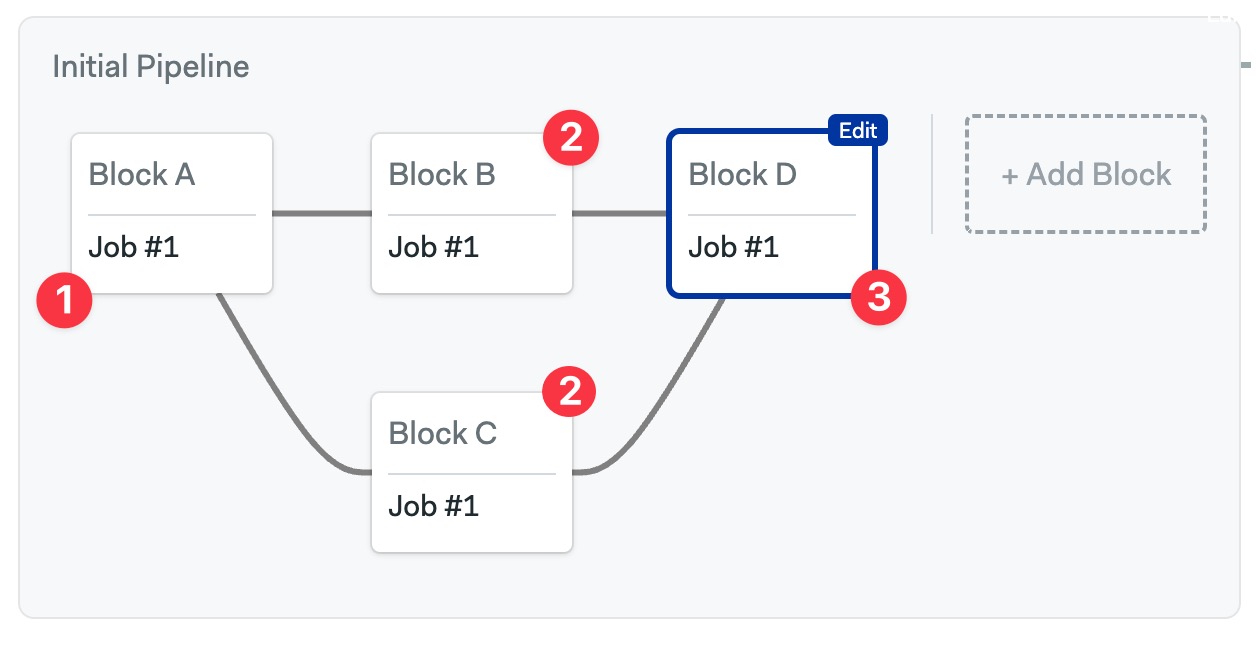 Initial Pipeline
Block A
Job #1
1
Block B
Job #1
2
Edit
Block D
Job #1
3
+ Add Block
2
Block C
Job #1